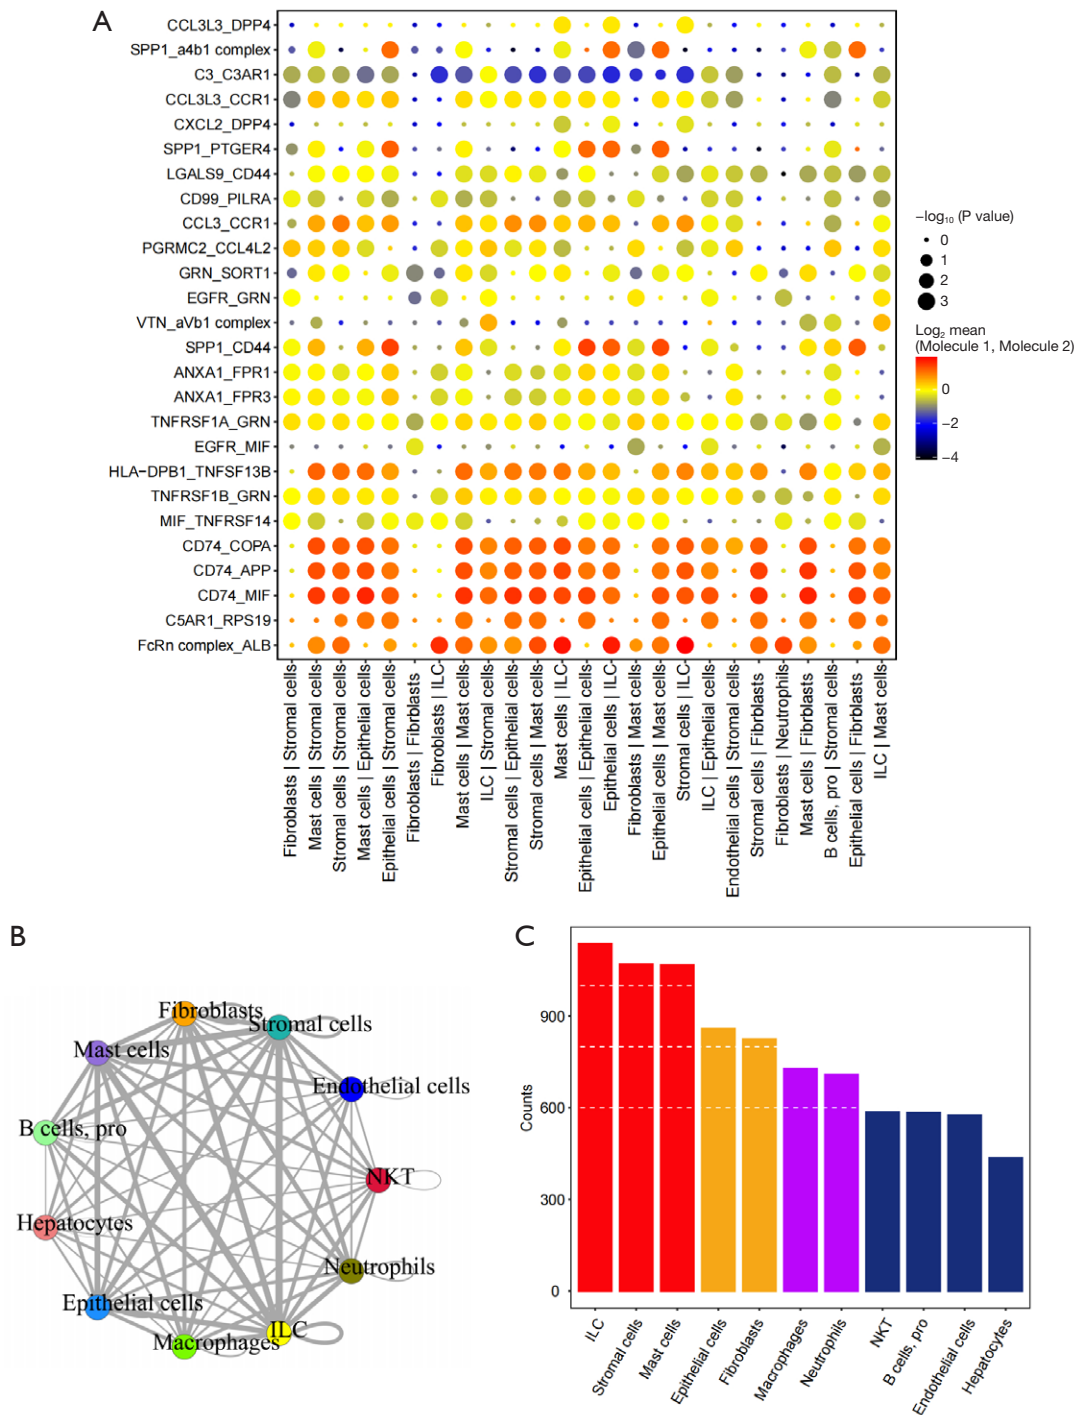 A
CCL3L3_DPP4
SPP1_a4b1 complex
C3_C3AR1
CCL3L3_CCR1
CXCL2_DPP4
SPP1_PTGER4
LGALS9_CD44
CD99_PILRA
CCL3_CCR1
PGRMC2_CCL4L2
GRN_SORT1
EGFR_GRN
VTN_aVb1 complex
SPP1_CD44
ANXA1_FPR1
ANXA1_FPR3
TNFRSF1A_GRN
EGFR_MIF
HLA-DPB1_TNFSF13B
TNFRSF1B_GRN
MIF_TNFRSF14
CD74_COPA
CD74_APP
CD74_MIF
C5AR1_RPS19
FcRn complex_ALB
−log₁₀ (P value)
0
1
2
3
Log₂ mean
(Molecule 1, Molecule 2)
0
−2
−4
Fibroblasts | Stromal cells
Mast cells | Stromal cells
Stromal cells | Stromal cells
Mast cells | Epithelial cells
Epithelial cells | Stromal cells
Fibroblasts | Fibroblasts
Fibroblasts | ILC
Mast cells | Mast cells
ILC | Stromal cells
Stromal cells | Epithelial cells
Stromal cells | Mast cells
Mast cells | ILC
Epithelial cells | Epithelial cells
Epithelial cells | ILC
Fibroblasts | Mast cells
Epithelial cells | Mast cells
Stromal cells | ILC
ILC | Epithelial cells
Endothelial cells | Stromal cells
Stromal cells | Fibroblasts
Fibroblasts | Neutrophils
Mast cells | Fibroblasts
B cells, pro | Stromal cells
Epithelial cells | Fibroblasts
ILC | Mast cells
B
Fibroblasts
Stromal cells
Mast cells
Endothelial cells
B cells, pro
NKT
Hepatocytes
Neutrophils
Epithelial cells
ILC
Macrophages
C
Counts
900
600
300
0
ILC
Stromal cells
Mast cells
Epithelial cells
Fibroblasts
Macrophages
Neutrophils
NKT
B cells, pro
Endothelial cells
Hepatocytes